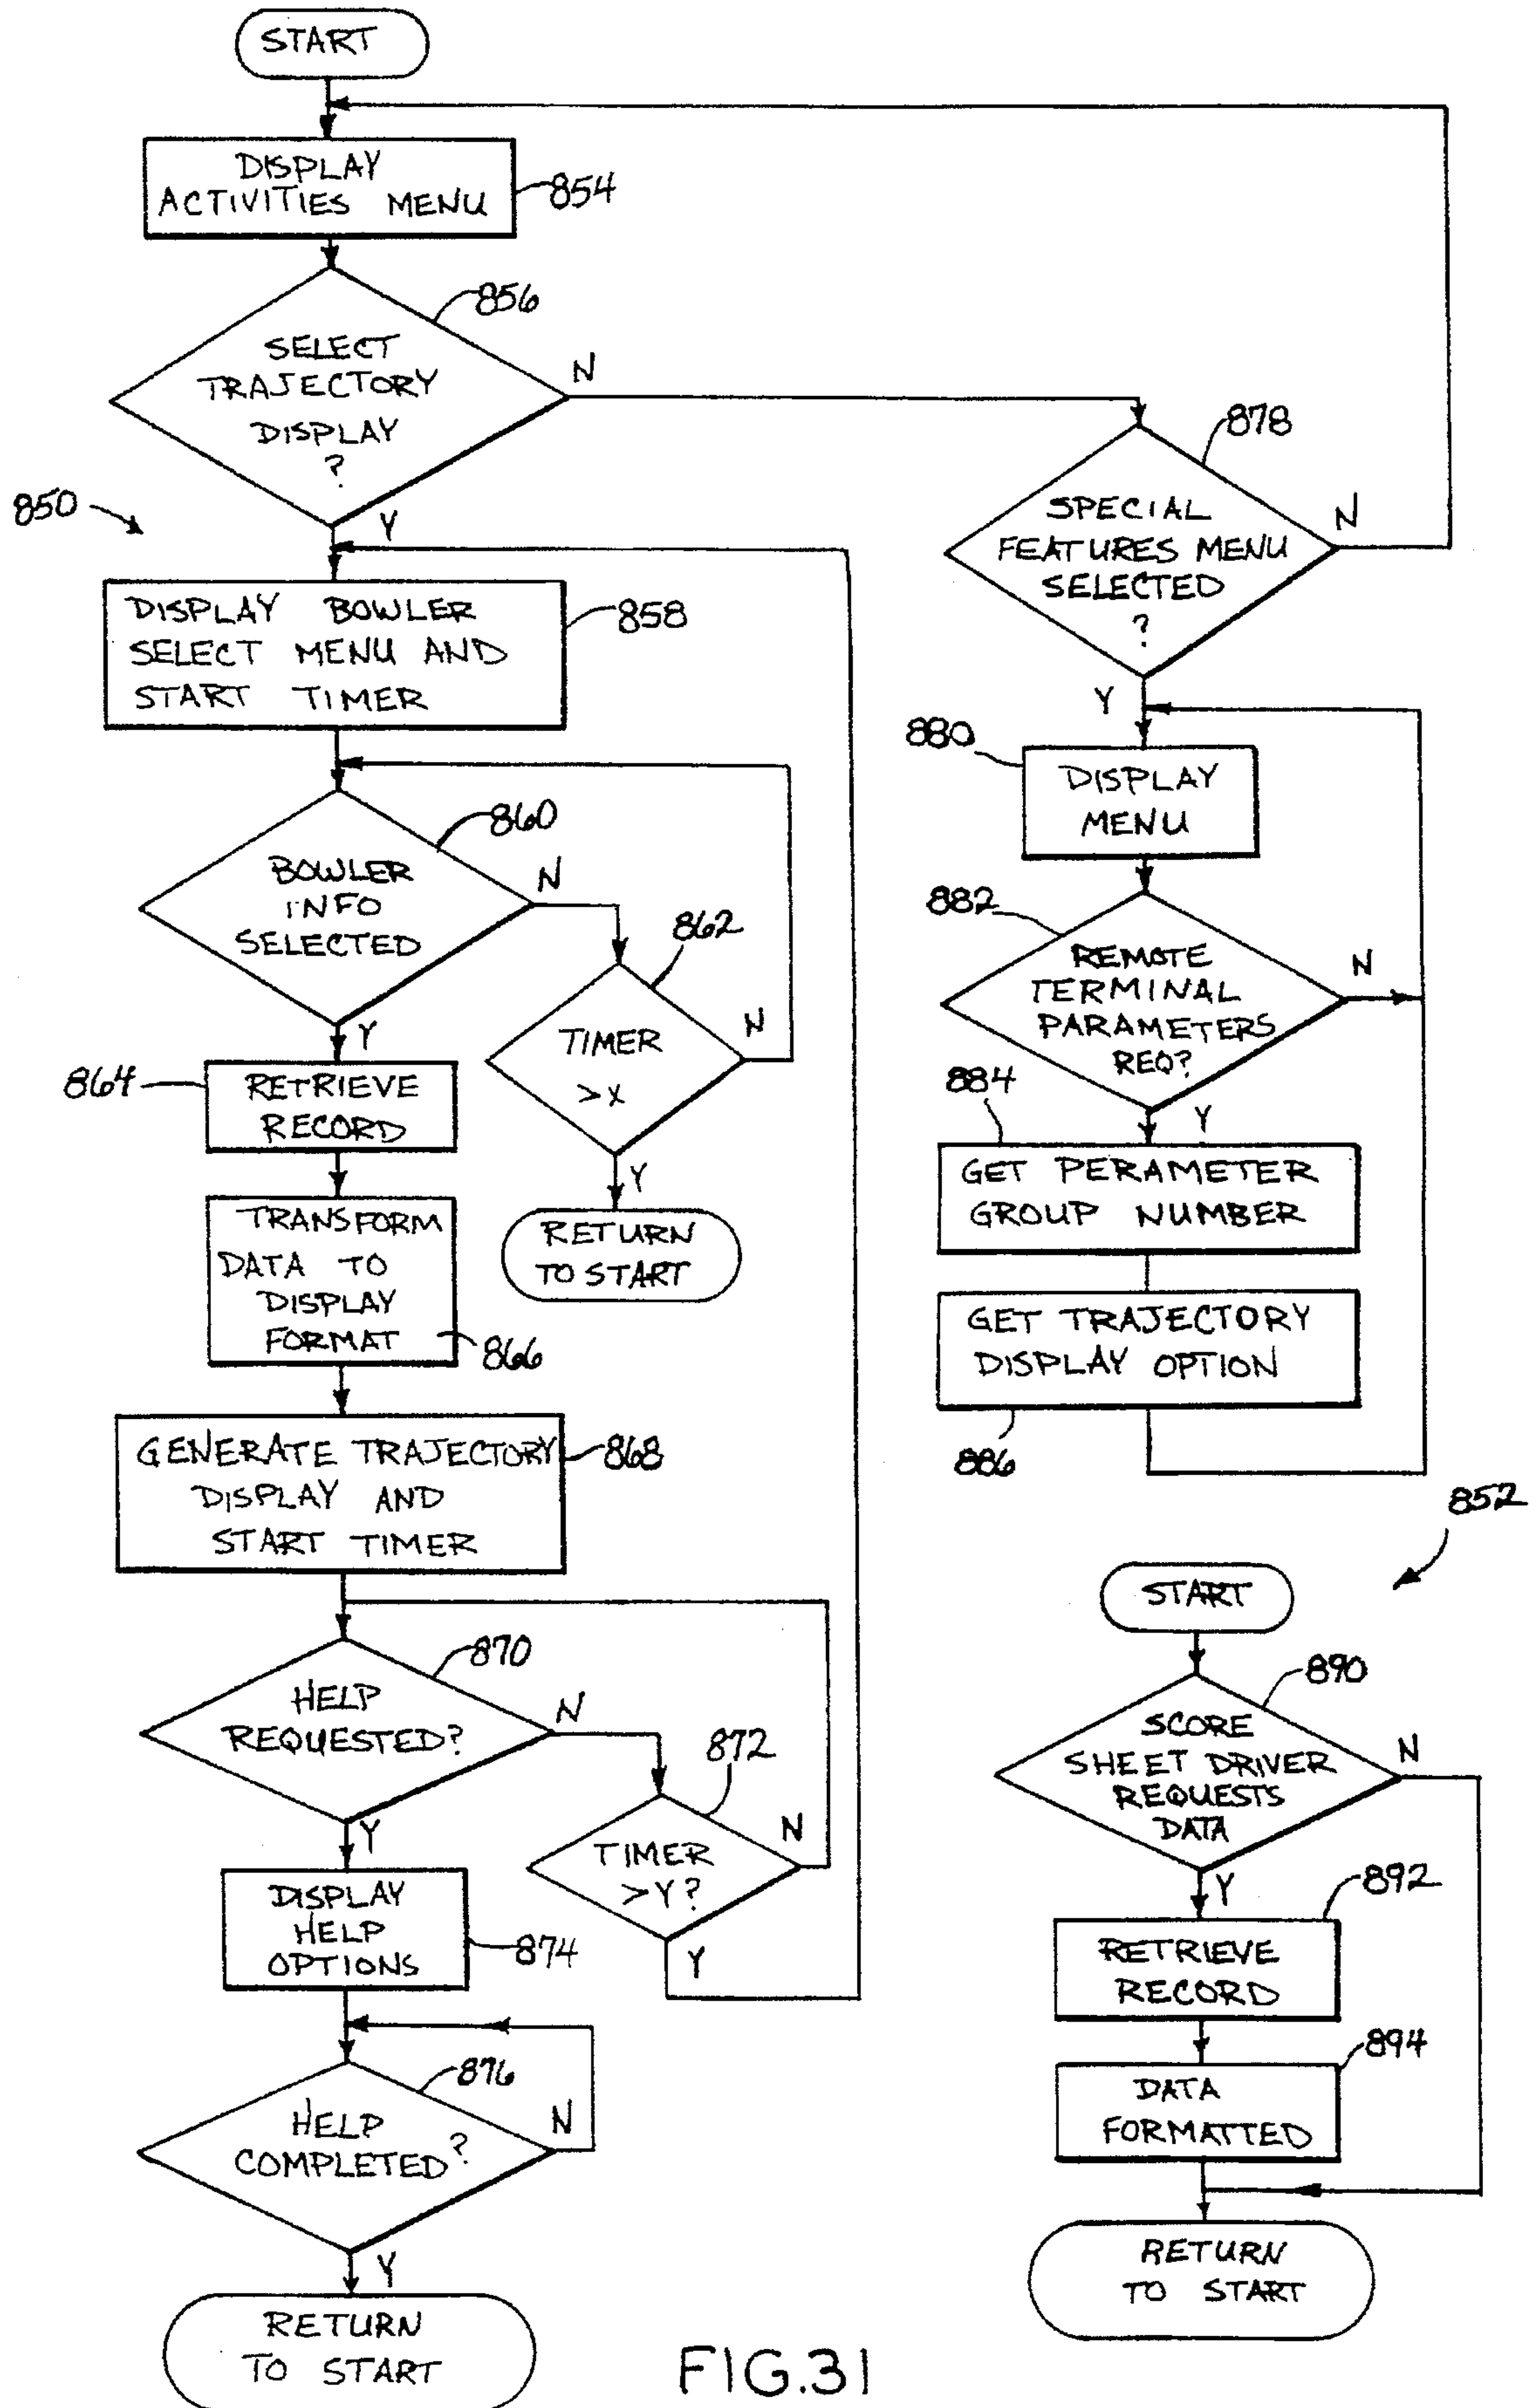 START
DISPLAY
ACTIVITIES MENU
854
856
SELECT
TRAJECTORY
DISPLAY
?
N
Y
850
DISPLAY BOWLER
SELECT MENU AND
START TIMER
858
860
BOWLER
INFO
SELECTED
N
Y
862
TIMER
>X
N
Y
RETURN
TO START
864
RETRIEVE
RECORD
TRANSFORM
DATA TO
DISPLAY
FORMAT
866
GENERATE TRAJECTORY
DISPLAY AND
START TIMER
868
870
HELP
REQUESTED?
N
Y
872
TIMER
>Y?
N
Y
DISPLAY
HELP
OPTIONS
874
876
HELP
COMPLETED?
N
Y
RETURN
TO START
878
SPECIAL
FEATURES MENU
SELECTED
?
N
Y
880
DISPLAY
MENU
882
REMOTE
TERMINAL
PARAMETERS
REQ?
N
Y
884
GET PERAMETER
GROUP NUMBER
GET TRAJECTORY
DISPLAY OPTION
886
852
START
890
SCORE
SHEET DRIVER
REQUESTS
DATA
N
Y
892
RETRIEVE
RECORD
894
DATA
FORMATTED
RETURN
TO START
FIG.31